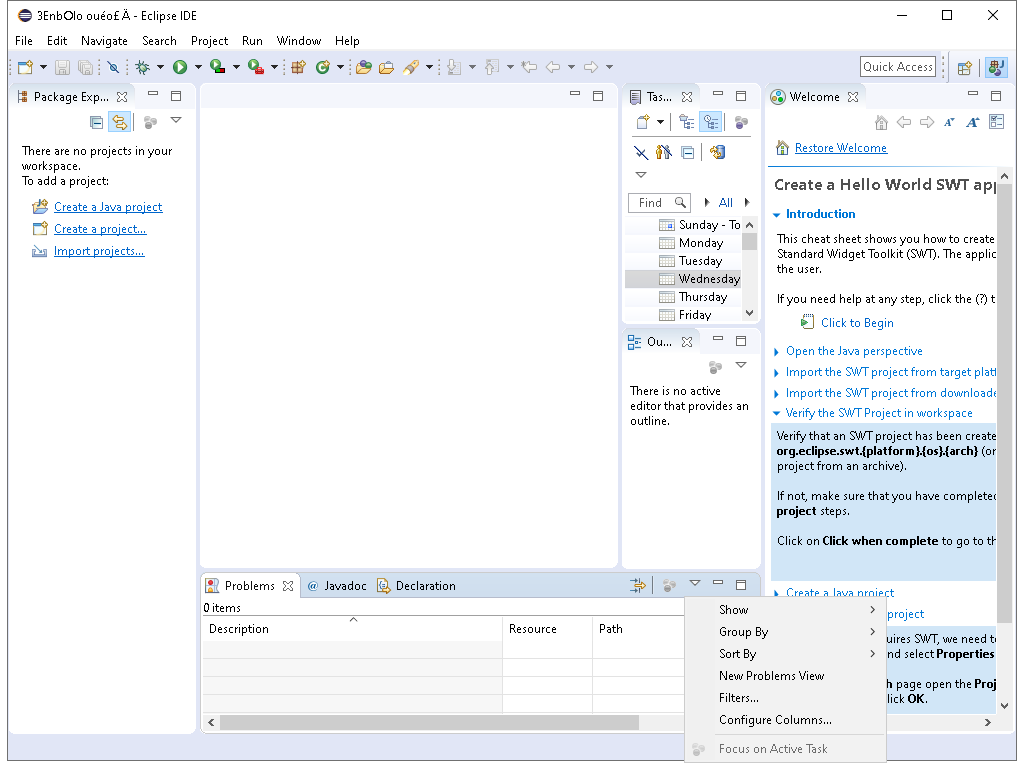 3EnbOlo ouéo£Ä - Eclipse IDE
File Edit Navigate Search Project Run Window Help
Quick Access
Package Exp...
There are no projects in your
workspace.
To add a project:
Create a Java project
Create a project...
Import projects...
Tas...
Find
All
Sunday - To
Monday
Tuesday
Wednesday
Thursday
Friday
Ou...
There is no active
editor that provides an
outline.
Welcome
Restore Welcome
Create a Hello World SWT app
Introduction
This cheat sheet shows you how to create
Standard Widget Toolkit (SWT). The applic
the user.
If you need help at any step, click the (?) t
Click to Begin
Open the Java perspective
Import the SWT project from target platf
Import the SWT project from downloade
Verify the SWT Project in workspace
Verify that an SWT project has been create
org.eclipse.swt.{platform}.{os}.{arch} (or
project from an archive).
If not, make sure that you have completed
project steps.
Click on Click when complete to go to th
Create a Java project
project
uires SWT, we need to
nd select Properties
h page open the Proj
lick OK.
Problems @ Javadoc Declaration
0 items
Description Resource Path
Show
Group By
Sort By
New Problems View
Filters...
Configure Columns...
Focus on Active Task